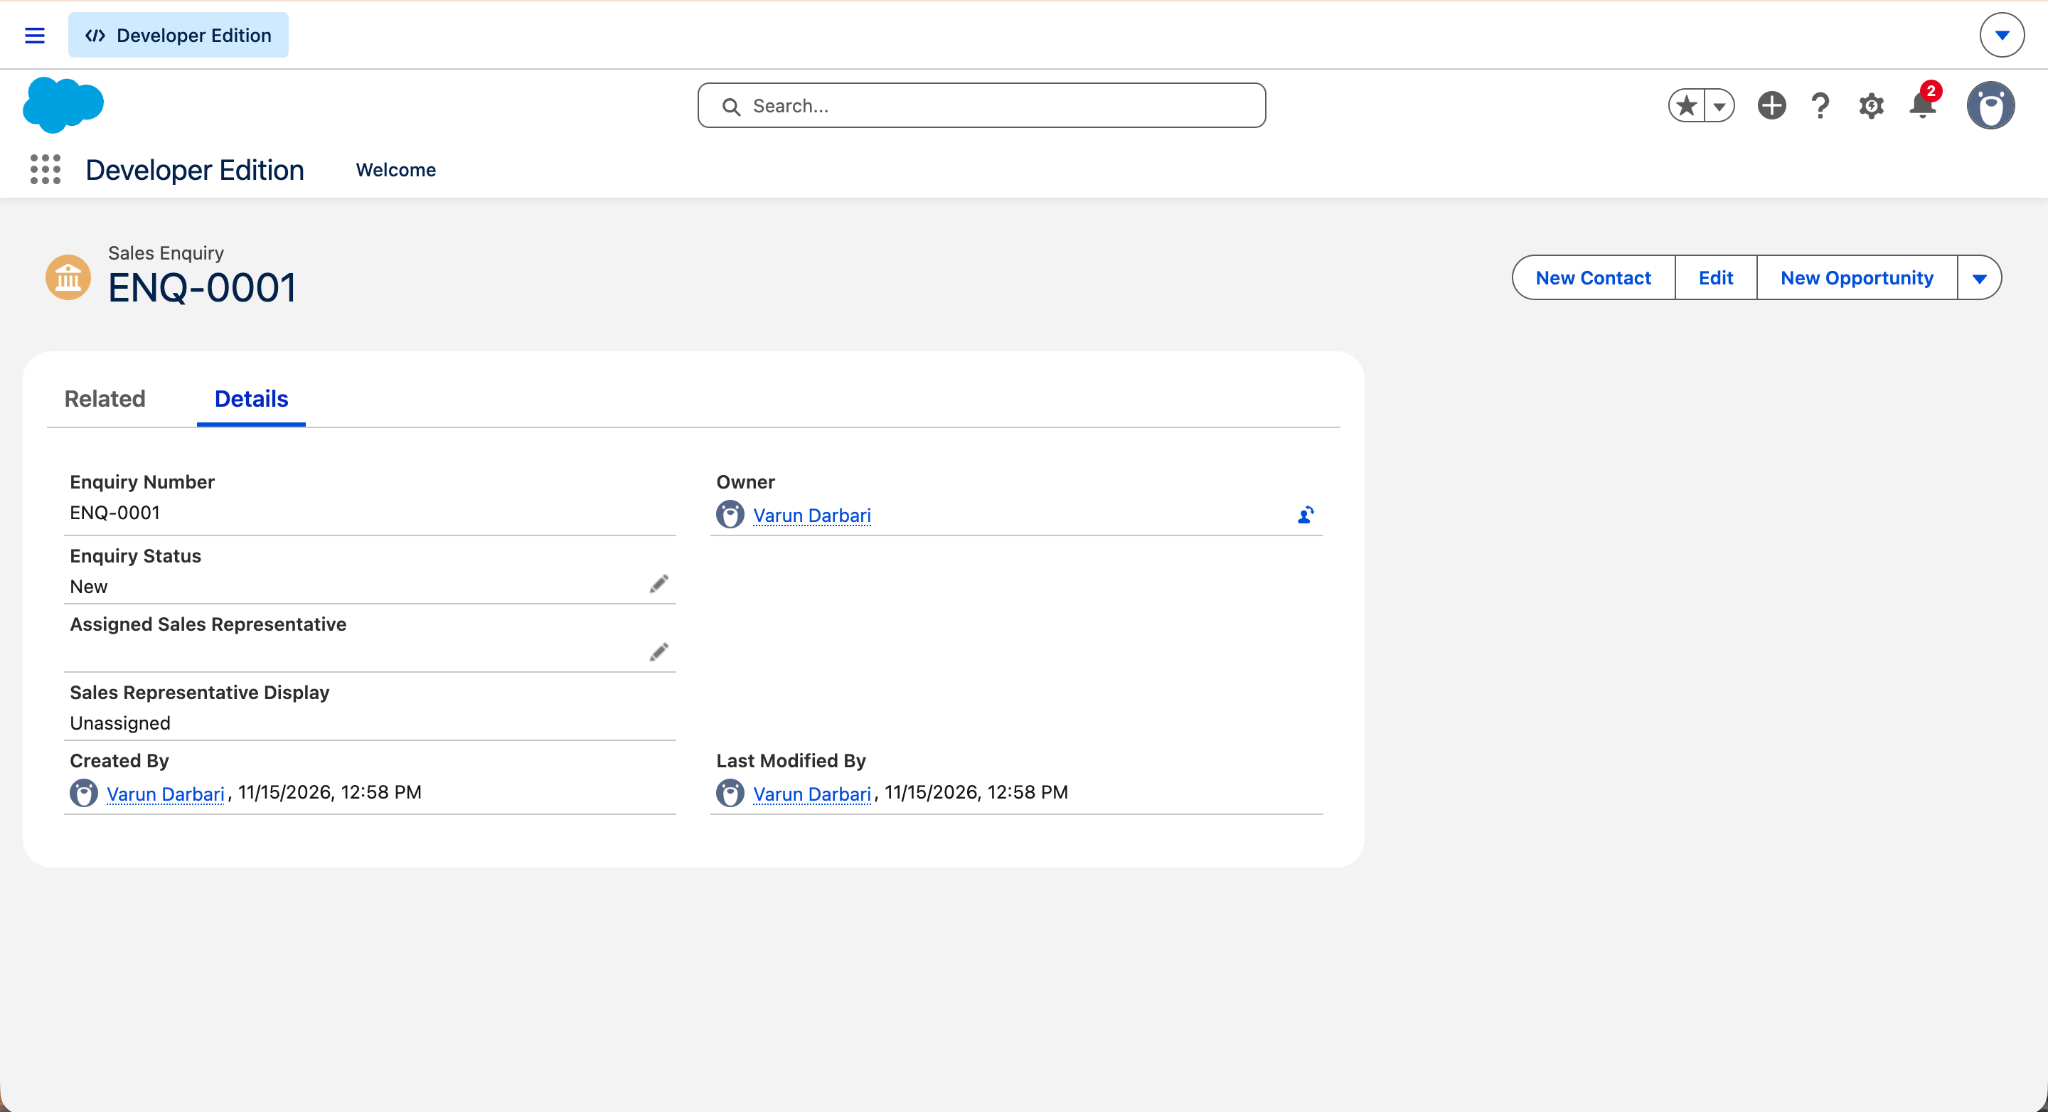 Developer Edition
Search...
2
Developer Edition
Welcome
Sales Enquiry
ENQ-0001
New Contact
Edit
New Opportunity
Related
Details
Enquiry Number
ENQ-0001
Owner
Varun Darbari
Enquiry Status
New
Assigned Sales Representative
Sales Representative Display
Unassigned
Created By
Varun Darbari, 11/15/2026, 12:58 PM
Last Modified By
Varun Darbari, 11/15/2026, 12:58 PM